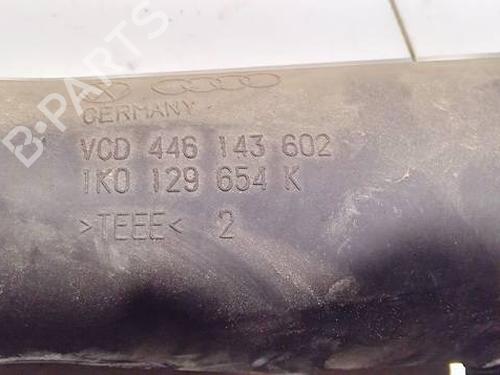 B-PARTS
GERMANY
VCD 446 143 602
1K0 129 654 K
>TEEE< 2